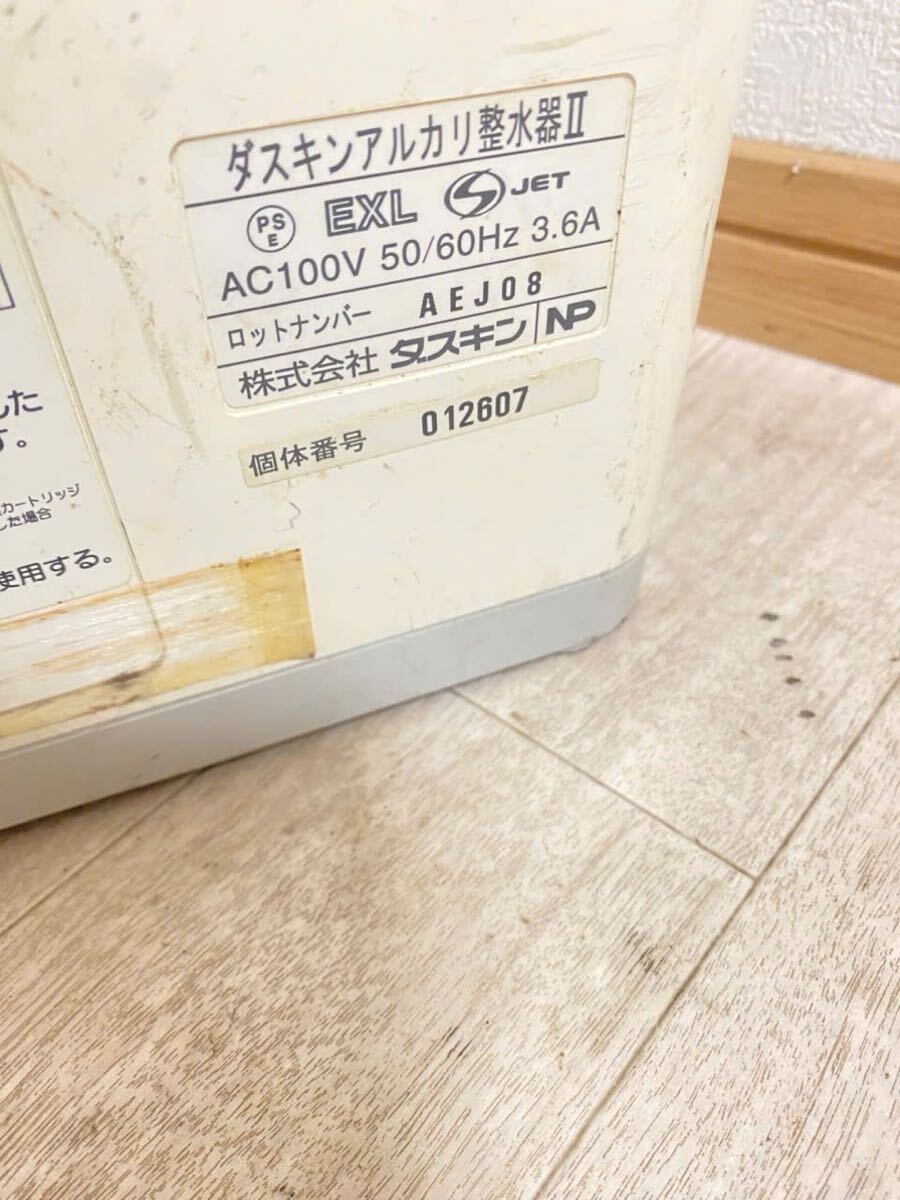 ダスキンアルカリ整水器Ⅱ
PS E EXL S JET
AC100V 50/60Hz 3.6A
ロットナンバー AEJ08
株式会社 ダスキン NP
個体番号 012607
した
す。
カートリッジ
した場合
使用する。